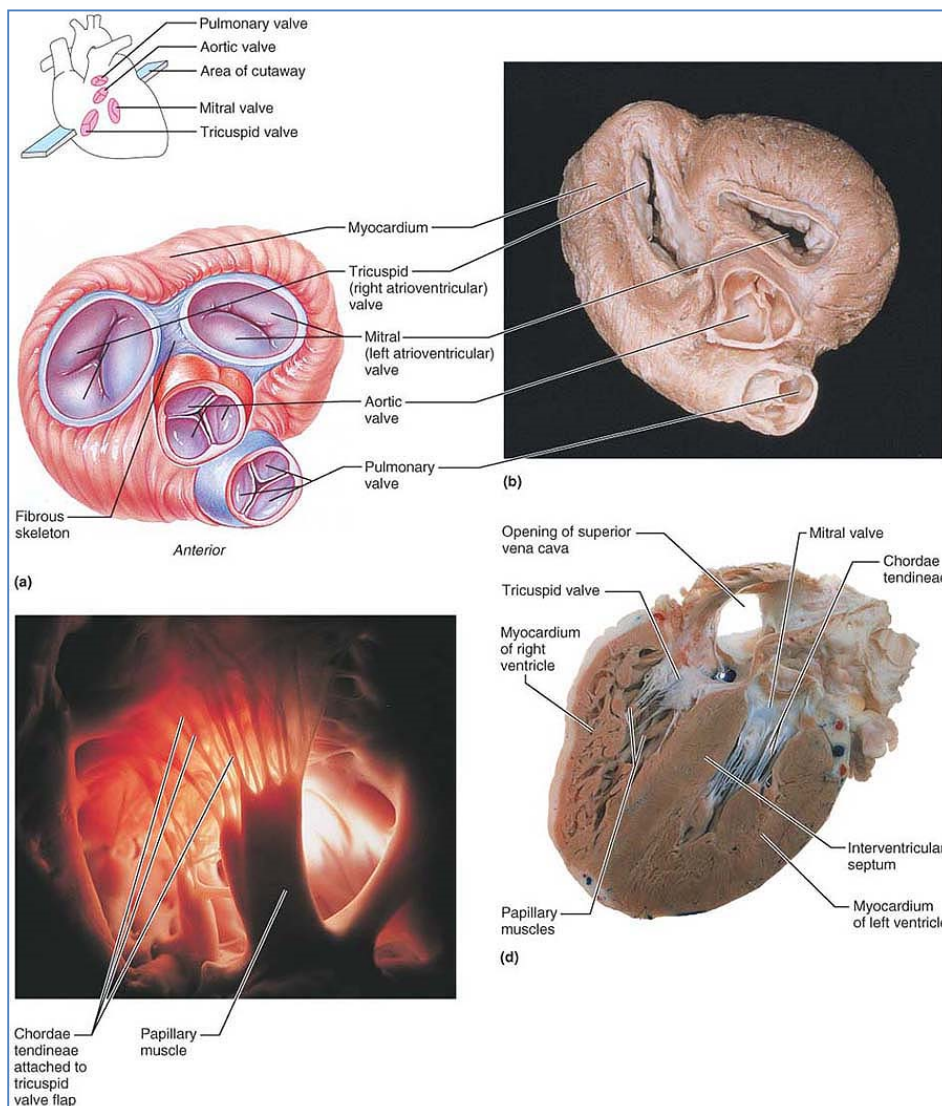 Pulmonary valve
Aortic valve
Area of cutaway
Mitral valve
Tricuspid valve
Myocardium
Tricuspid
(right atrioventricular)
valve
Mitral
(left atrioventricular)
valve
Aortic
valve
Pulmonary
valve
Fibrous
skeleton
Anterior
(a)
(b)
Opening of superior
vena cava
Mitral valve
Chordae
tendineae
Tricuspid valve
Myocardium
of right
ventricle
Interventricular
septum
Papillary
muscles
Myocardium
of left ventricle
(d)
Chordae
tendineae
attached to
tricuspid
valve flap
Papillary
muscle